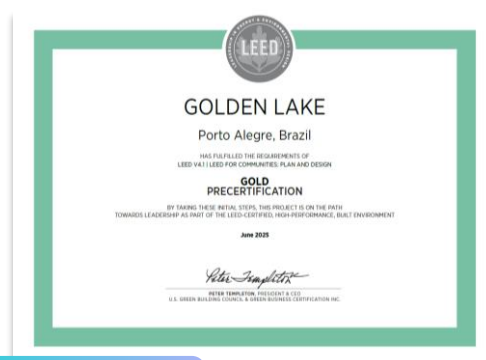 LEED
GOLDEN LAKE
Porto Alegre, Brazil
HAS FULFILLED THE REQUIREMENTS OF
LEED V4.1 | LEED FOR COMMUNITIES: PLAN AND DESIGN
GOLD
PRECERTIFICATION
BY TAKING THESE INITIAL STEPS, THIS PROJECT IS ON THE PATH
TOWARDS LEADERSHIP AS PART OF THE LEED-CERTIFIED, HIGH-PERFORMANCE, BUILT ENVIRONMENT
June 2025
Peter Templeton
PETER TEMPLETON, PRESIDENT & CEO
U.S. GREEN BUILDING COUNCIL & GREEN BUSINESS CERTIFICATION INC.